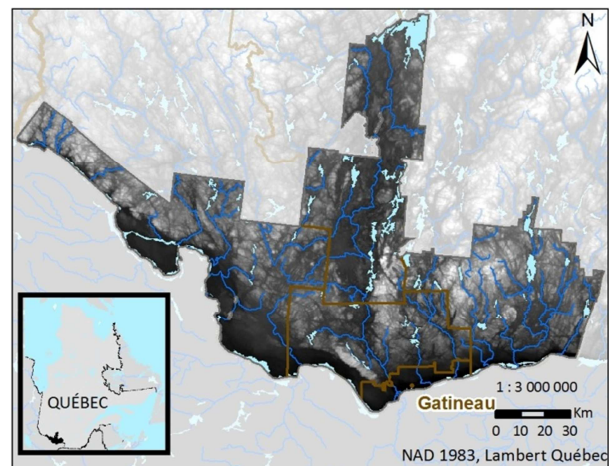 N
QUÉBEC
Gatineau
1 : 3 000 000
Km
0 10 20 30
NAD 1983, Lambert Québec